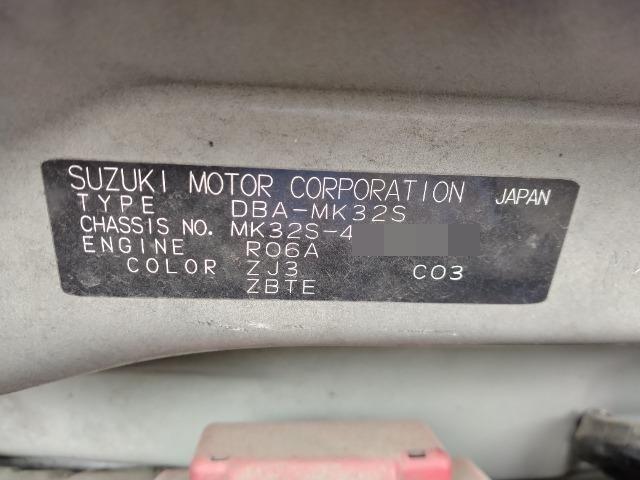 SUZUKI MOTOR CORPORATION JAPAN
TYPE DBA-MK32S
CHASSIS NO. MK32S-4
ENGINE R06A
COLOR ZJ3 C03
ZBTE